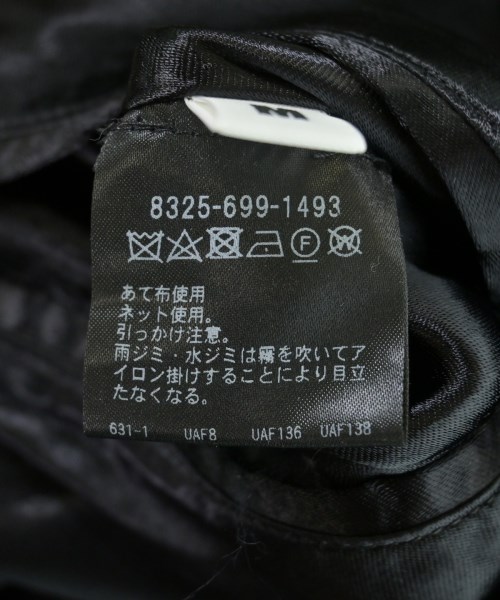 M
8325-699-1493
あて布使用
ネット使用。
引っかけ注意。
雨ジミ・水ジミは霧を吹いてア
イロン掛けすることにより目立
たなくなる。
631-1 UAF8 UAF136 UAF138